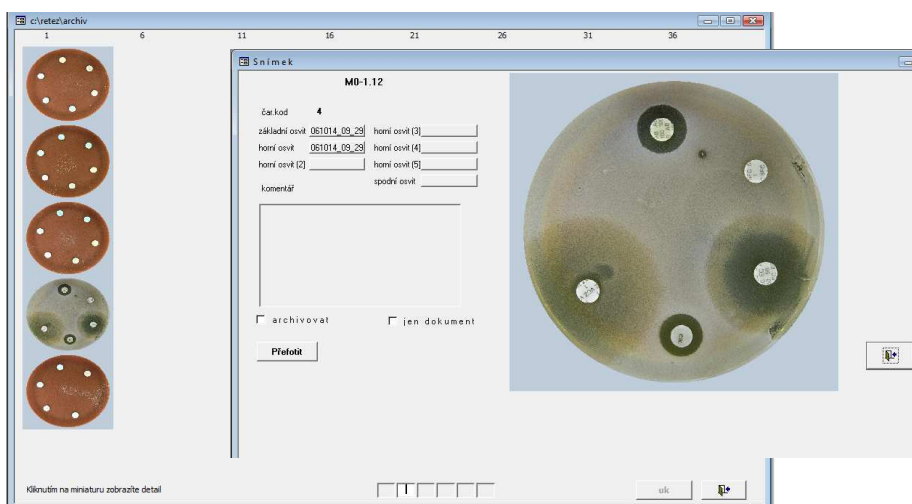 c:\retez\archiv
1 6 11 16 21 26 31 36
Snímek
M0-1.12
čar.kod 4
základní osvit 061014_09_29 horní osvit (3)
horní osvit 061014_09_29 horní osvit (4)
horní osvit (2) horní osvit (5)
spodní osvit
komentář
archivovat jen dokument
Přefotit
Kliknutím na miniaturu zobrazíte detail
uk